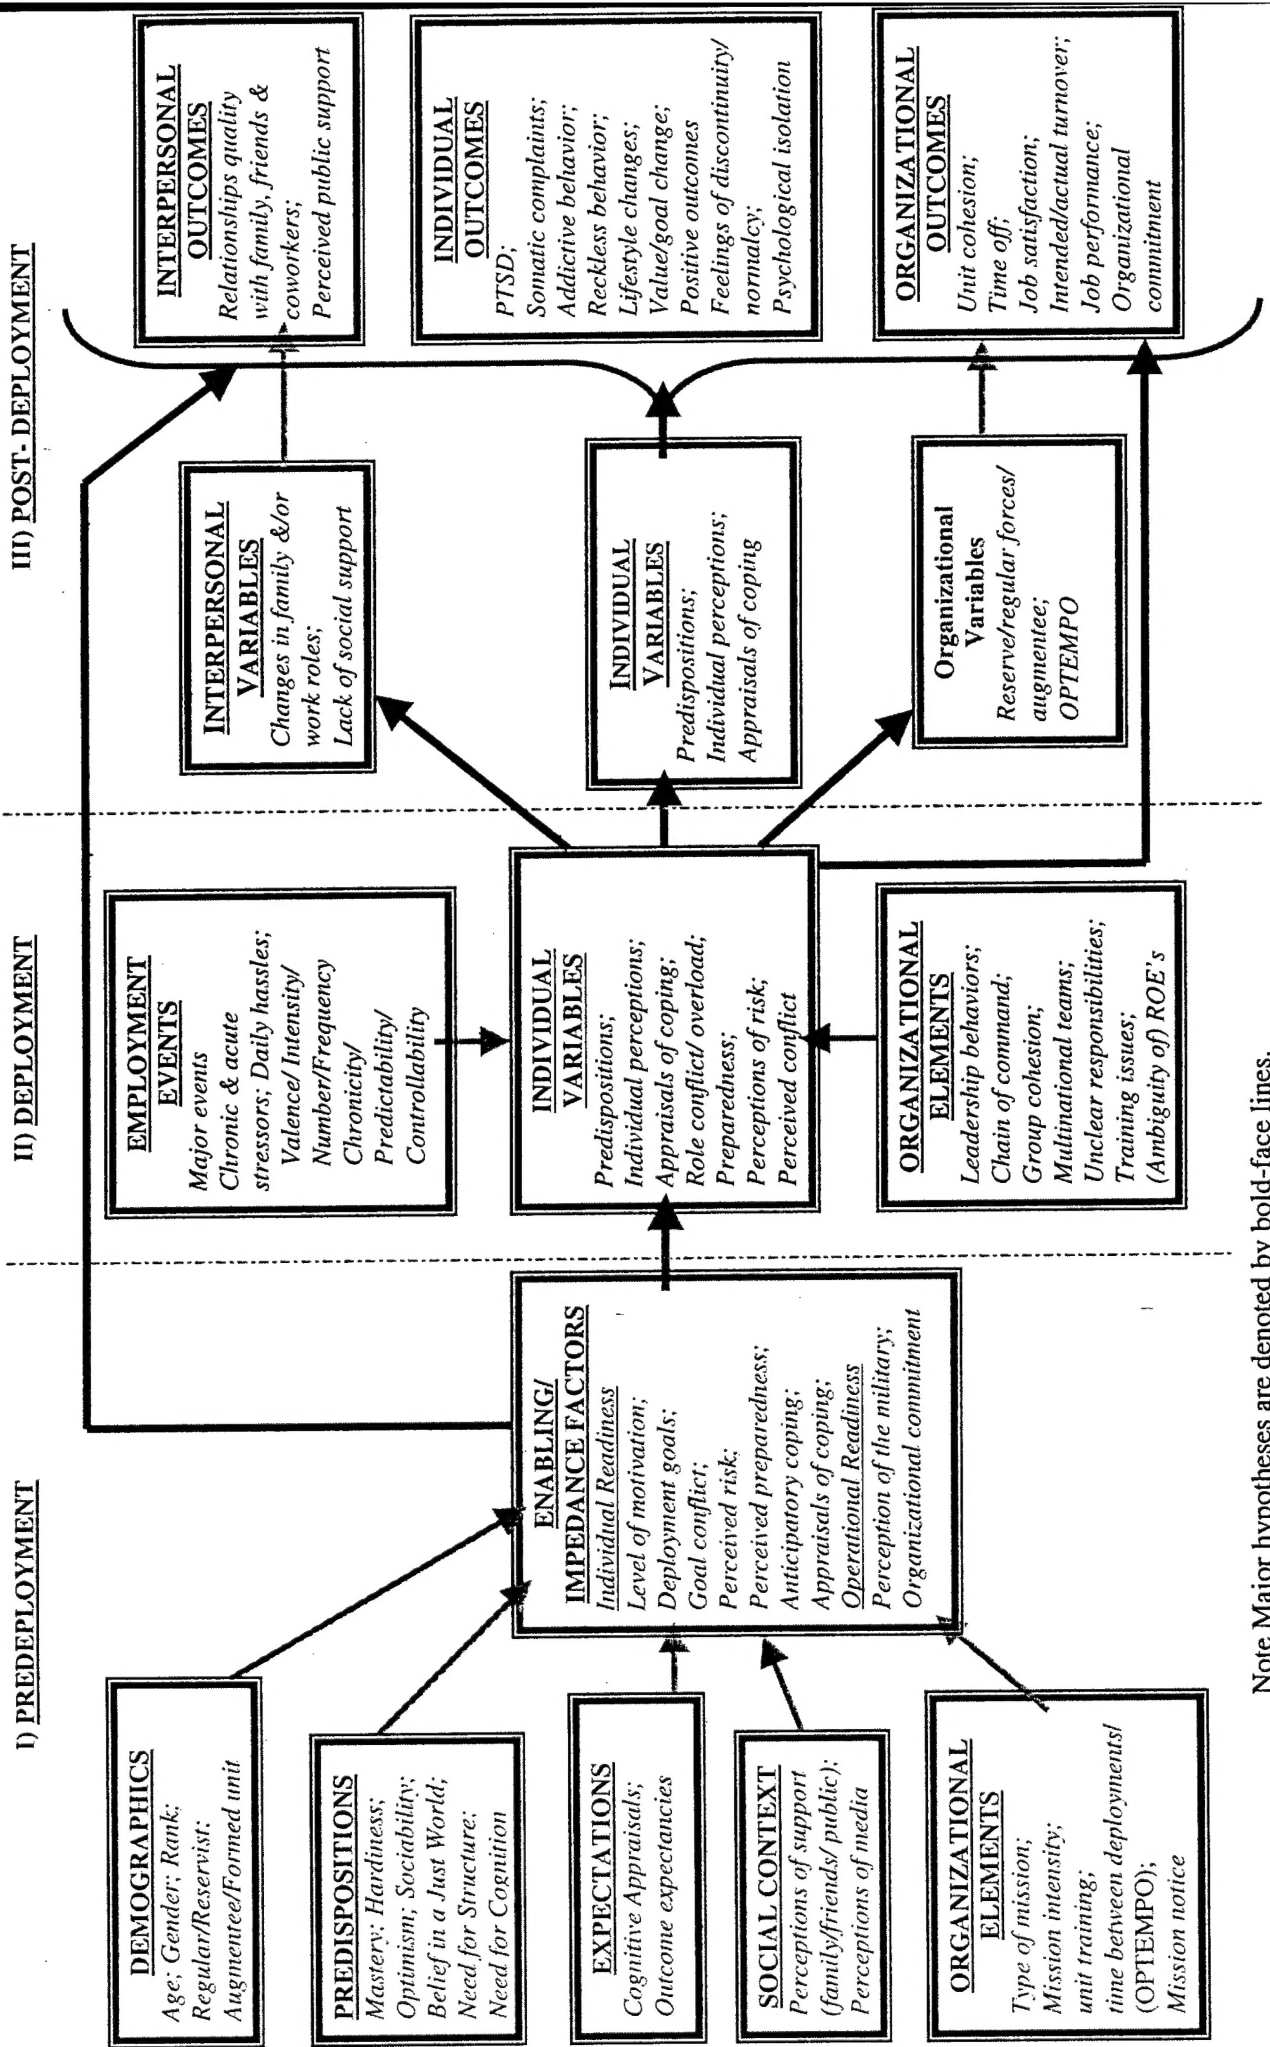 I) PREDEPLOYMENT
DEMOGRAPHICS
Age; Gender; Rank;
Regular/Reservist;
Augmentee/Formed unit
PREDISPOSITIONS
Mastery; Hardiness;
Optimism; Sociability;
Belief in a Just World;
Need for Structure;
Need for Cognition
EXPECTATIONS
Cognitive Appraisals;
Outcome expectancies
SOCIAL CONTEXT
Perceptions of support
(family/friends/ public);
Perceptions of media
ORGANIZATIONAL
ELEMENTS
Type of mission;
Mission intensity;
unit training;
time between deployments/
(OPTEMPO);
Mission notice
ENABLING/
IMPEDANCE FACTORS
Individual Readiness
Level of motivation;
Deployment goals;
Goal conflict;
Perceived risk;
Perceived preparedness;
Anticipatory coping;
Appraisals of coping;
Operational Readiness
Perception of the military;
Organizational commitment
II) DEPLOYMENT
EMPLOYMENT
EVENTS
Major events
Chronic & acute
stressors; Daily hassles;
Valence/ Intensity/
Number/Frequency
Chronicity/
Predictability/
Controllability
INDIVIDUAL
VARIABLES
Predispositions;
Individual perceptions;
Appraisals of coping;
Role conflict/ overload;
Preparedness;
Perceptions of risk;
Perceived conflict
ORGANIZATIONAL
ELEMENTS
Leadership behaviors;
Chain of command;
Group cohesion;
Multinational teams;
Unclear responsibilities;
Training issues;
(Ambiguity of) ROE's
III) POST- DEPLOYMENT
INTERPERSONAL
VARIABLES
Changes in family &/or
work roles;
Lack of social support
INDIVIDUAL
VARIABLES
Predispositions;
Individual perceptions;
Appraisals of coping
Organizational
Variables
Reserve/regular forces/
augmentee;
OPTEMPO
INTERPERSONAL
OUTCOMES
Relationships quality
with family, friends &
coworkers;
Perceived public support
INDIVIDUAL
OUTCOMES
PTSD;
Somatic complaints;
Addictive behavior;
Reckless behavior;
Lifestyle changes;
Value/goal change;
Positive outcomes
Feelings of discontinuity/
normalcy;
Psychological isolation
ORGANIZATIONAL
OUTCOMES
Unit cohesion;
Time off;
Job satisfaction;
Intended/actual turnover;
Job performance;
Organizational
commitment
Note Major hypotheses are denoted by bold-face lines.